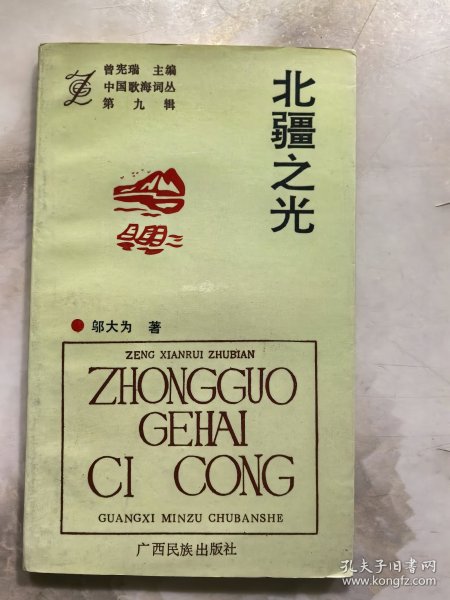 曾宪瑞 主编
中国歌海词丛
第九辑
北疆之光
邬大为 著
ZENG XIANRUI ZHUBIAN
ZHONGGUO
GEHAI
CI CONG
GUANGXI MINZU CHUBANSHE
广西民族出版社
孔夫子旧书网
www.kongfz.com